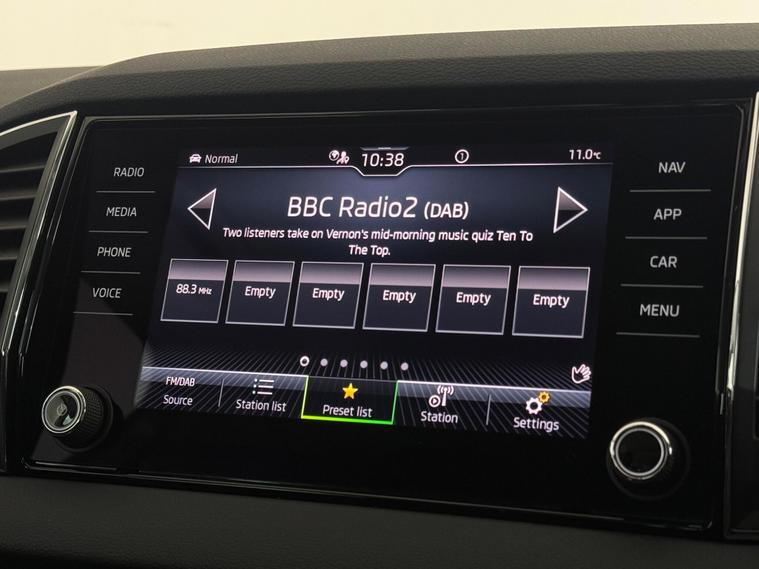 RADIO
MEDIA
PHONE
VOICE
Normal
10:38
11.0°C
BBC Radio2 (DAB)
Two listeners take on Vernon's mid-morning music quiz Ten To
The Top.
88.3 MHz
Empty
Empty
Empty
Empty
Empty
FM/DAB
Source
Station list
Preset list
Station
Settings
NAV
APP
CAR
MENU